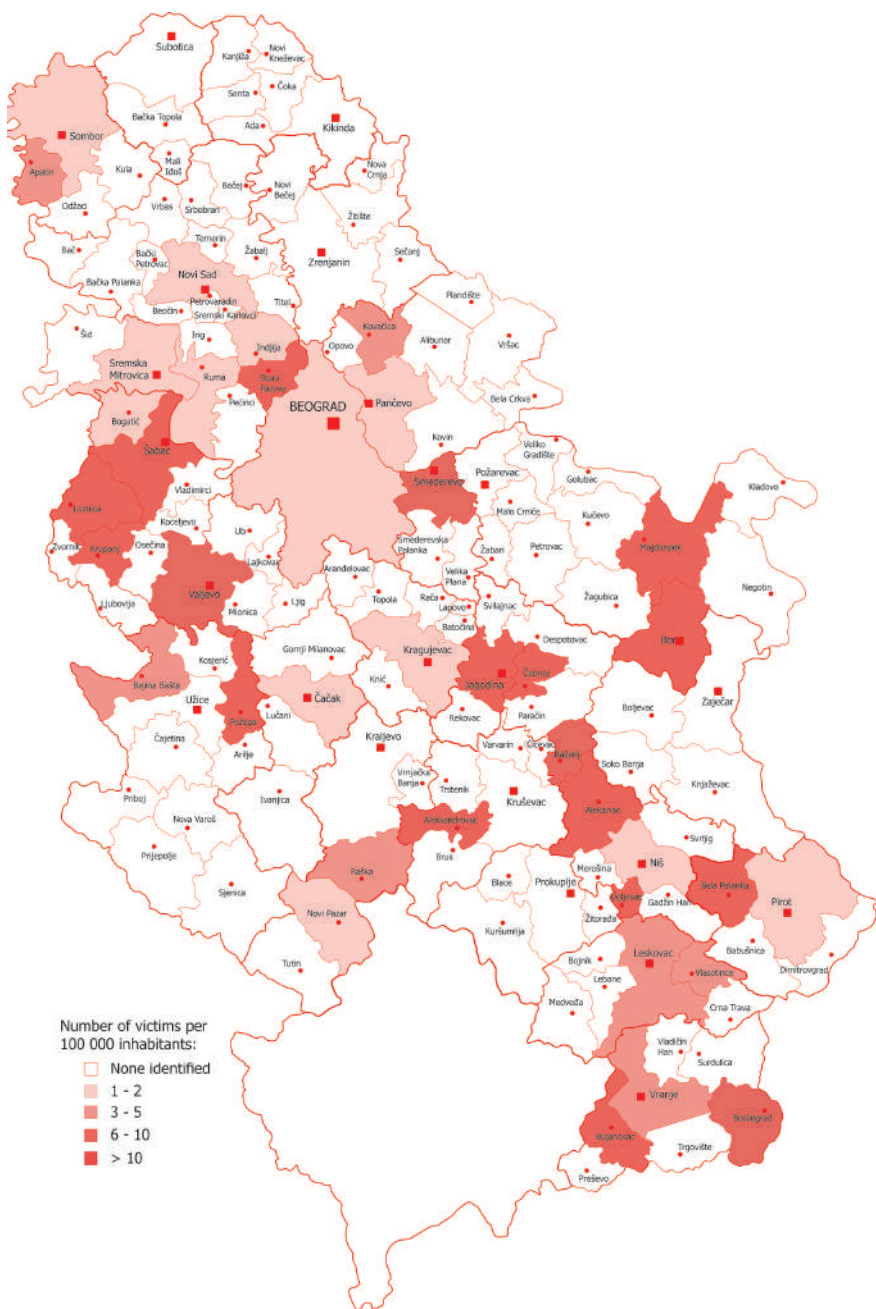 Subotica
Kanjiža
Novi
Kneževac
Senta
Čoka
Bačka Topola
Ada
Kikinda
Sombor
Apatin
Kula
Mali
Iđoš
Bečej
Novi
Bečej
Nova
Crnja
Odžaci
Vrbas
Srbobran
Žitište
Bač
Temerin
Bački
Petrovac
Žabalj
Zrenjanin
Sečanj
Novi Sad
Bačka Palanka
Petrovaradin
Beočin
Sremski Karlovci
Titel
Plandište
Šid
Irig
Inđija
Opovo
Kovačica
Alibunar
Vršac
Sremska
Mitrovica
Ruma
Stara
Pazova
Pećinci
BEOGRAD
Pančevo
Bela Crkva
Bogatić
Šabac
Kovin
Veliko
Gradište
Smederevo
Požarevac
Golubac
Kladovo
Vladimirci
Loznica
Malo Crniće
Kučevo
Koceljevo
Ub
Majdanpek
Zvornik
Krupanj
Osečina
Lajkovac
Smederevska
Palanka
Žabari
Petrovac
Aranđelovac
Velika
Plana
Negotin
Valjevo
Ljubovija
Mionica
Ljig
Topola
Rača
Lapovo
Svilajnac
Žagubica
Batočina
Bor
Gornji Milanovac
Kragujevac
Despotovac
Kosjerić
Bajina Bašta
Knić
Jagodina
Ćuprija
Užice
Čačak
Zaječar
Požega
Lučani
Rekovac
Paraćin
Boljevac
Čajetina
Arilje
Kraljevo
Varvarin
Ćićevac
Ražanj
Soko Banja
Vrnjačka
Banja
Trstenik
Knjaževac
Priboj
Ivanjica
Kruševac
Aleksinac
Nova Varoš
Aleksandrovac
Svrljig
Prijepolje
Brus
Raška
Niš
Merošina
Sjenica
Blace
Prokuplje
Bela Palanka
Doljevac
Gadžin Han
Pirot
Novi Pazar
Žitorađa
Kuršumlija
Babušnica
Tutin
Bojnik
Leskovac
Dimitrovgrad
Lebane
Vlasotince
Medveđa
Crna Trava
Number of victims per
100 000 inhabitants:
None identified
1 - 2
3 - 5
6 - 10
> 10
Vladičin
Han
Surdulica
Vranje
Bosilegrad
Bujanovac
Trgovište
Preševo